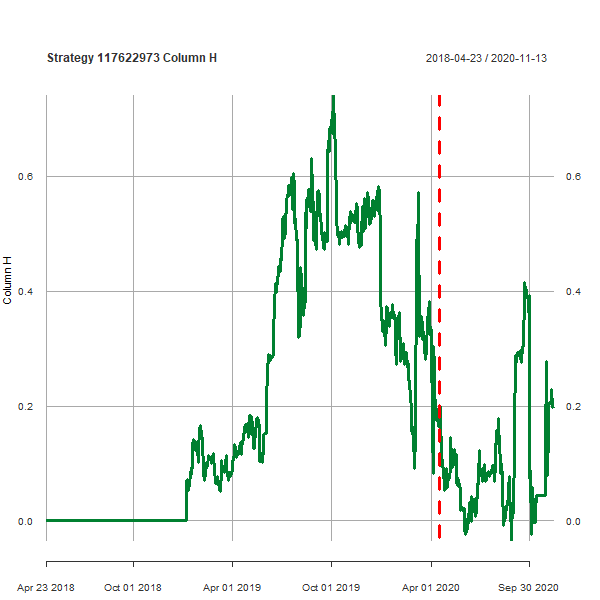 Strategy 117622973 Column H
2018-04-23 / 2020-11-13
Column H
0.6
0.6
0.4
0.4
0.2
0.2
0.0
0.0
Apr 23 2018
Oct 01 2018
Apr 01 2019
Oct 01 2019
Apr 01 2020
Sep 30 2020